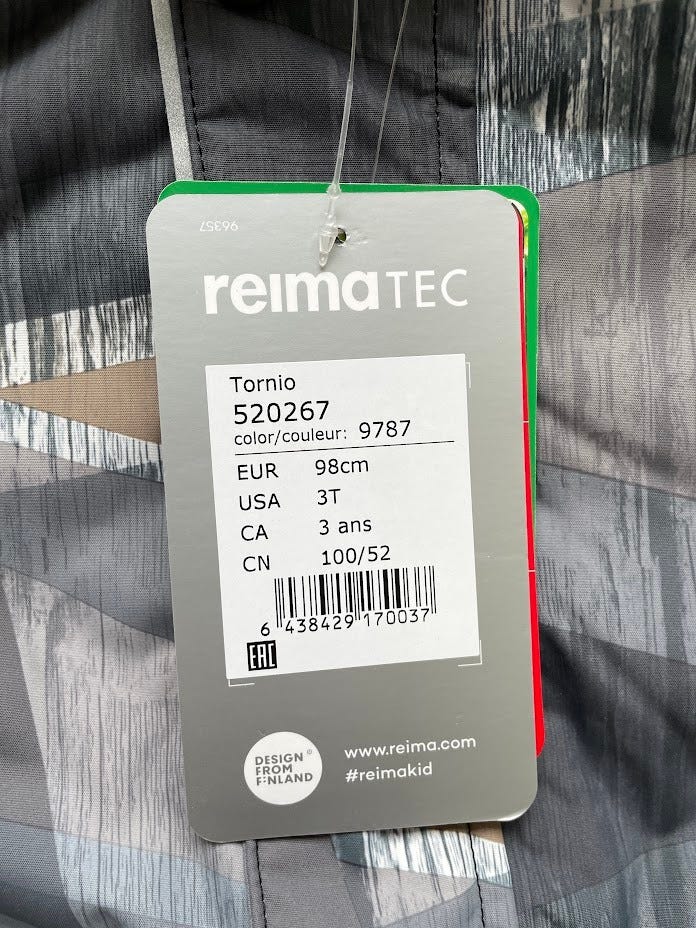 96357
reimaTEC
Tornio
520267
color/couleur: 9787
EUR 98cm
USA 3T
CA 3 ans
CN 100/52
6 438429 170037
EAC
DESIGN ®
FROM
FINLAND
www.reima.com
#reimakid